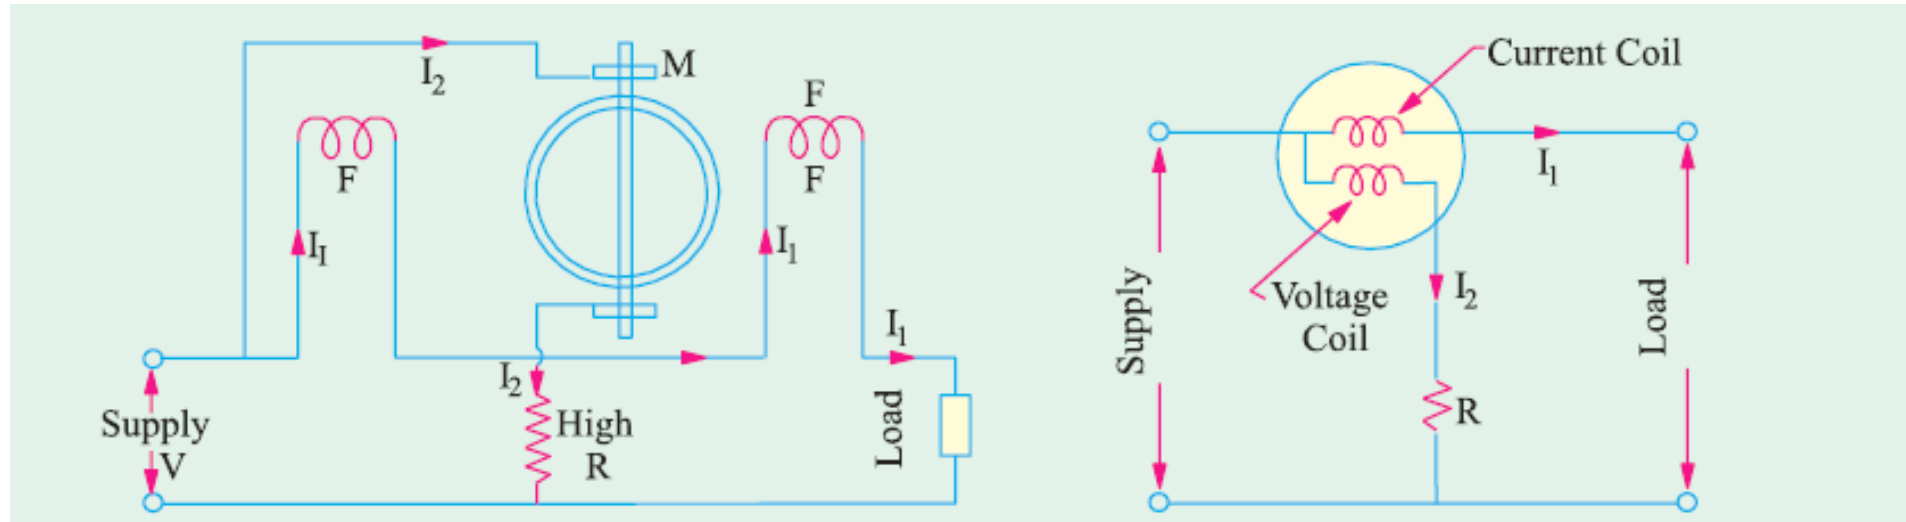 I₂
M
F
F
F
I₁
I₁
I₁
I₂
Supply
V
High
R
Load
Current Coil
I₁
Voltage
Coil
I₂
Supply
Load
R